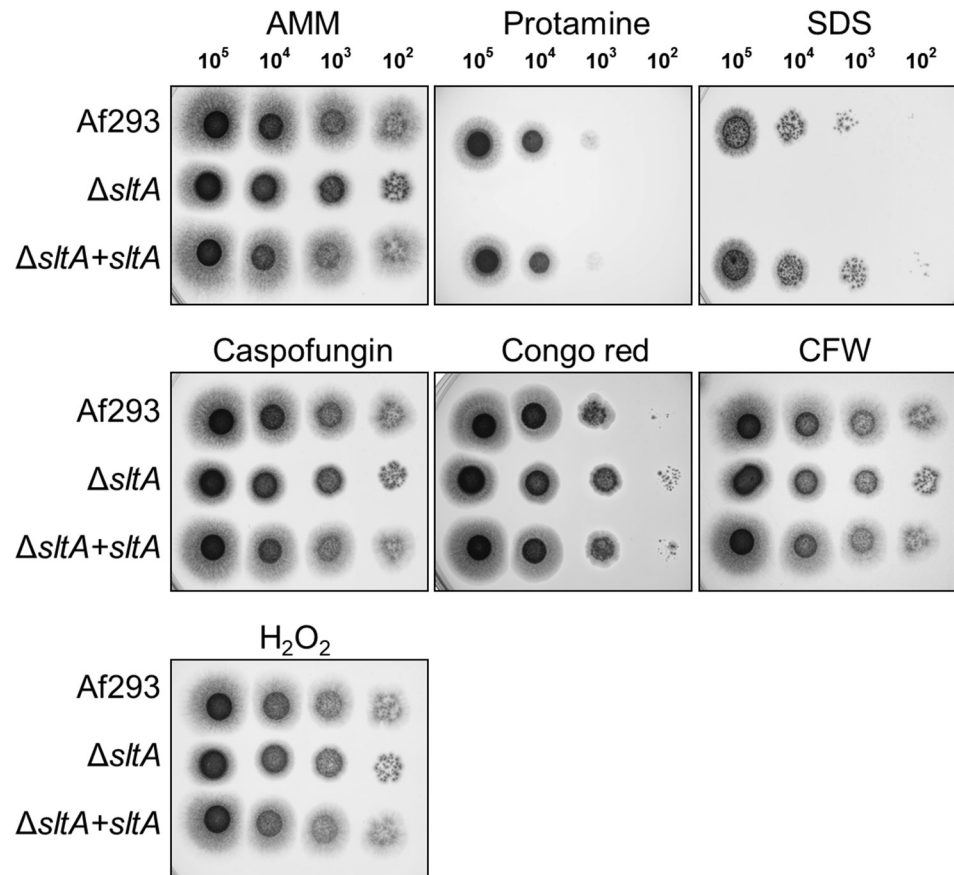 AMM Protamine SDS
10⁵ 10⁴ 10³ 10² 10⁵ 10⁴ 10³ 10² 10⁵ 10⁴ 10³ 10²
Af293
ΔsltA
ΔsltA+sltA
Caspofungin Congo red CFW
Af293
ΔsltA
ΔsltA+sltA
H₂O₂
Af293
ΔsltA
ΔsltA+sltA